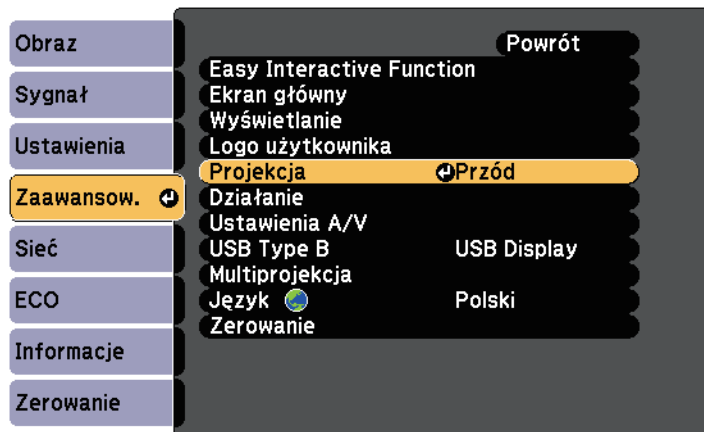 Obraz
Sygnał
Ustawienia
Zaawansow.
Sieć
ECO
Informacje
Zerowanie
Powrót
Easy Interactive Function
Ekran główny
Wyświetlanie
Logo użytkownika
Projekcja Przód
Działanie
Ustawienia A/V
USB Type B USB Display
Multiprojekcja
Język Polski
Zerowanie